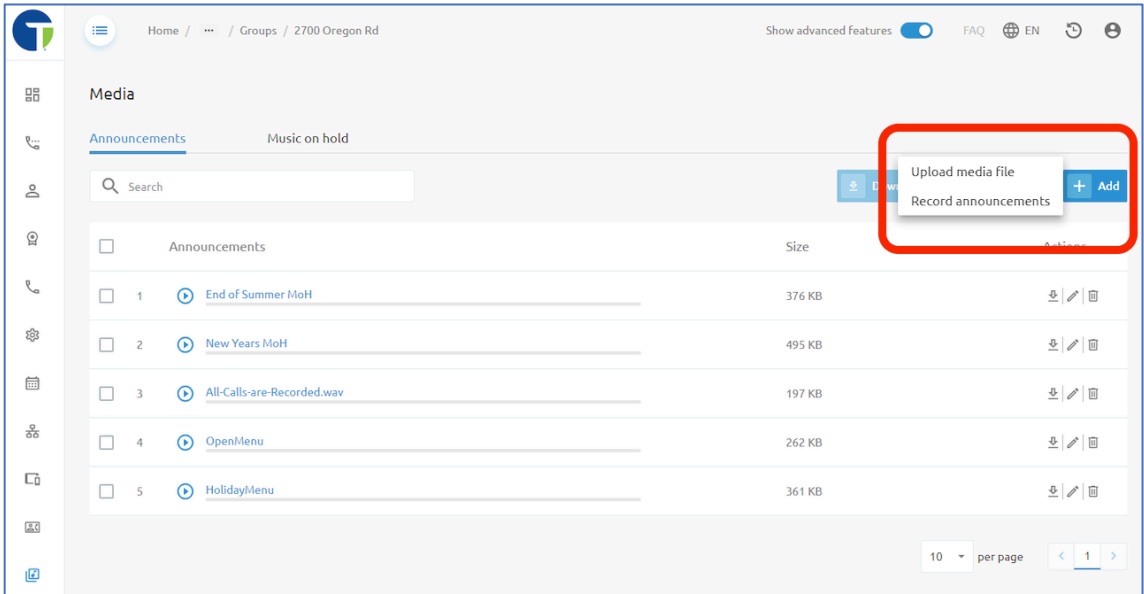 Home / ... / Groups / 2700 Oregon Rd
Show advanced features
FAQ
EN
Media
Announcements
Music on hold
Search
Upload media file
Record announcements
Add
Announcements
Size
Actions
1
End of Summer MoH
376 KB
2
New Years MoH
495 KB
3
All-Calls-are-Recorded.wav
197 KB
4
OpenMenu
262 KB
5
HolidayMenu
361 KB
10
per page
< 1 >